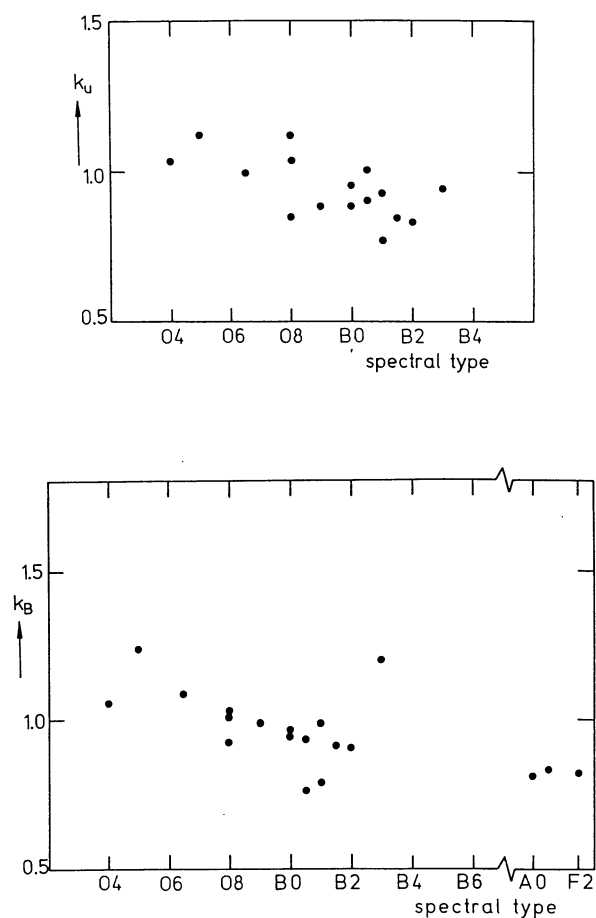 1.5
k_u
1.0
0.5
O4 O6 O8 B0 B2 B4
spectral type
1.5
k_B
1.0
0.5
O4 O6 O8 B0 B2 B4 B6 A0 F2
spectral type